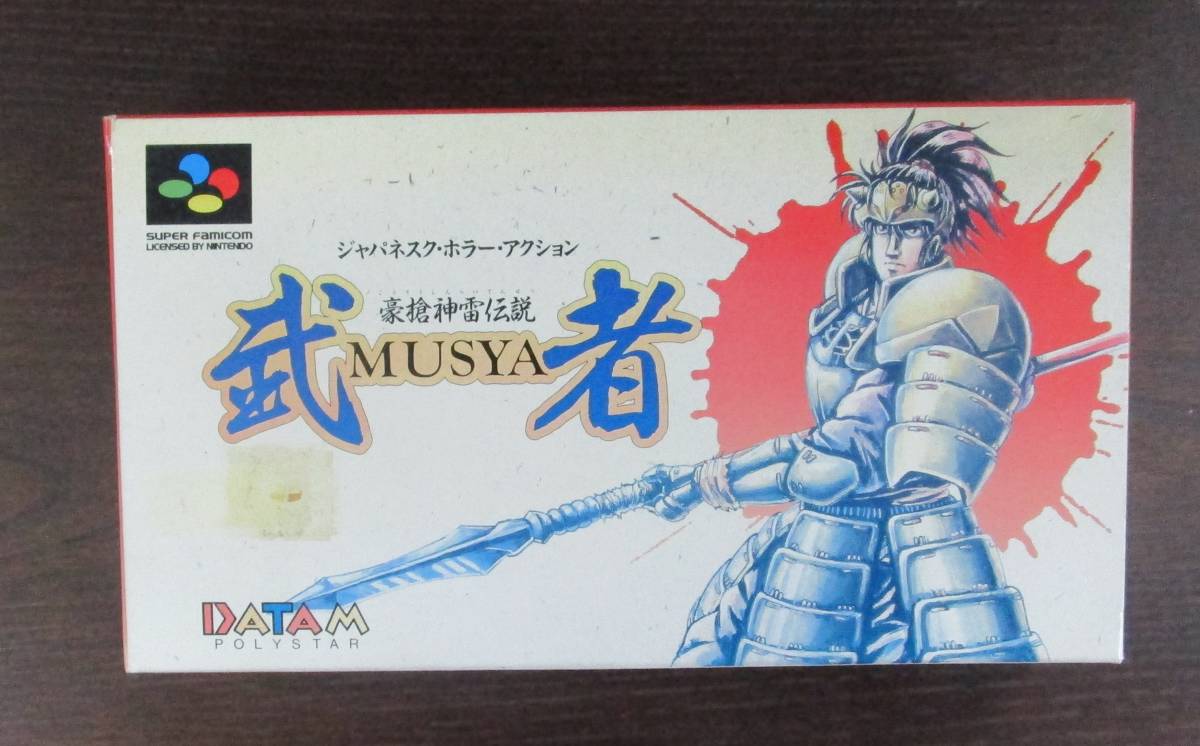 SUPER FAMICOM
LICENSED BY NINTENDO
ジャパネスク・ホラー・アクション
豪槍神雷伝説
武者
MUSYA
DATAM
POLYSTAR